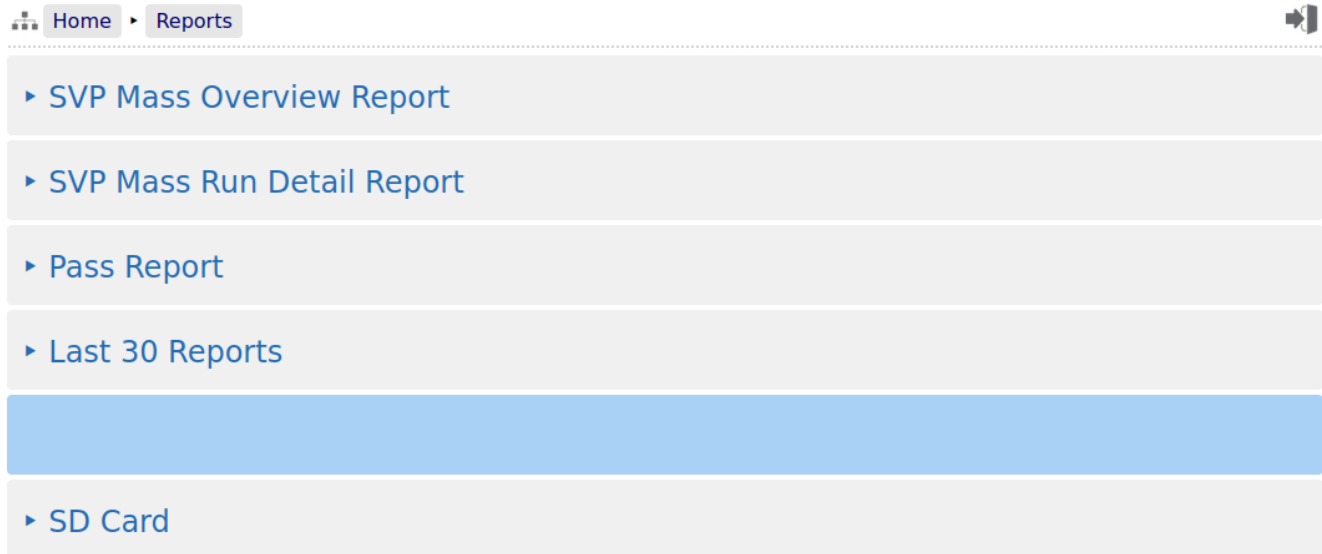 Home ‣ Reports
‣ SVP Mass Overview Report
‣ SVP Mass Run Detail Report
‣ Pass Report
‣ Last 30 Reports
‣ SD Card